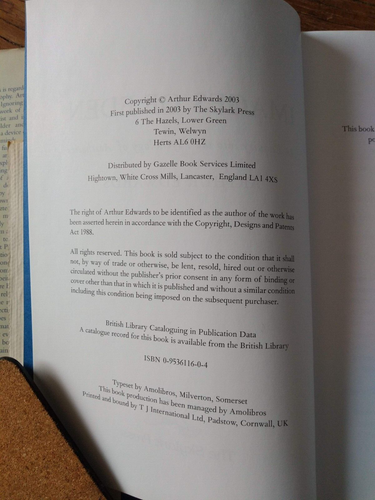 Copyright © Arthur Edwards 2003
First published in 2003 by The Skylark Press
6 The Hazels, Lower Green
Tewin, Welwyn
Herts AL6 0HZ
Distributed by Gazelle Book Services Limited
Hightown, White Cross Mills, Lancaster, England LA1 4XS
The right of Arthur Edwards to be identified as the author of the work has
been asserted herein in accordance with the Copyright, Designs and Patents
Act 1988.
All rights reserved. This book is sold subject to the condition that it shall
not, by way of trade or otherwise, be lent, resold, hired out or otherwise
circulated without the publisher's prior consent in any form of binding or
cover other than that in which it is published and without a similar condition
including this condition being imposed on the subsequent purchaser.
British Library Cataloguing in Publication Data
A catalogue record for this book is available from the British Library
ISBN 0-9536116-0-4
Typeset by Amolibros, Milverton, Somerset
This book production has been managed by Amolibros
Printed and bound by T J International Ltd, Padstow, Cornwall, UK
This book